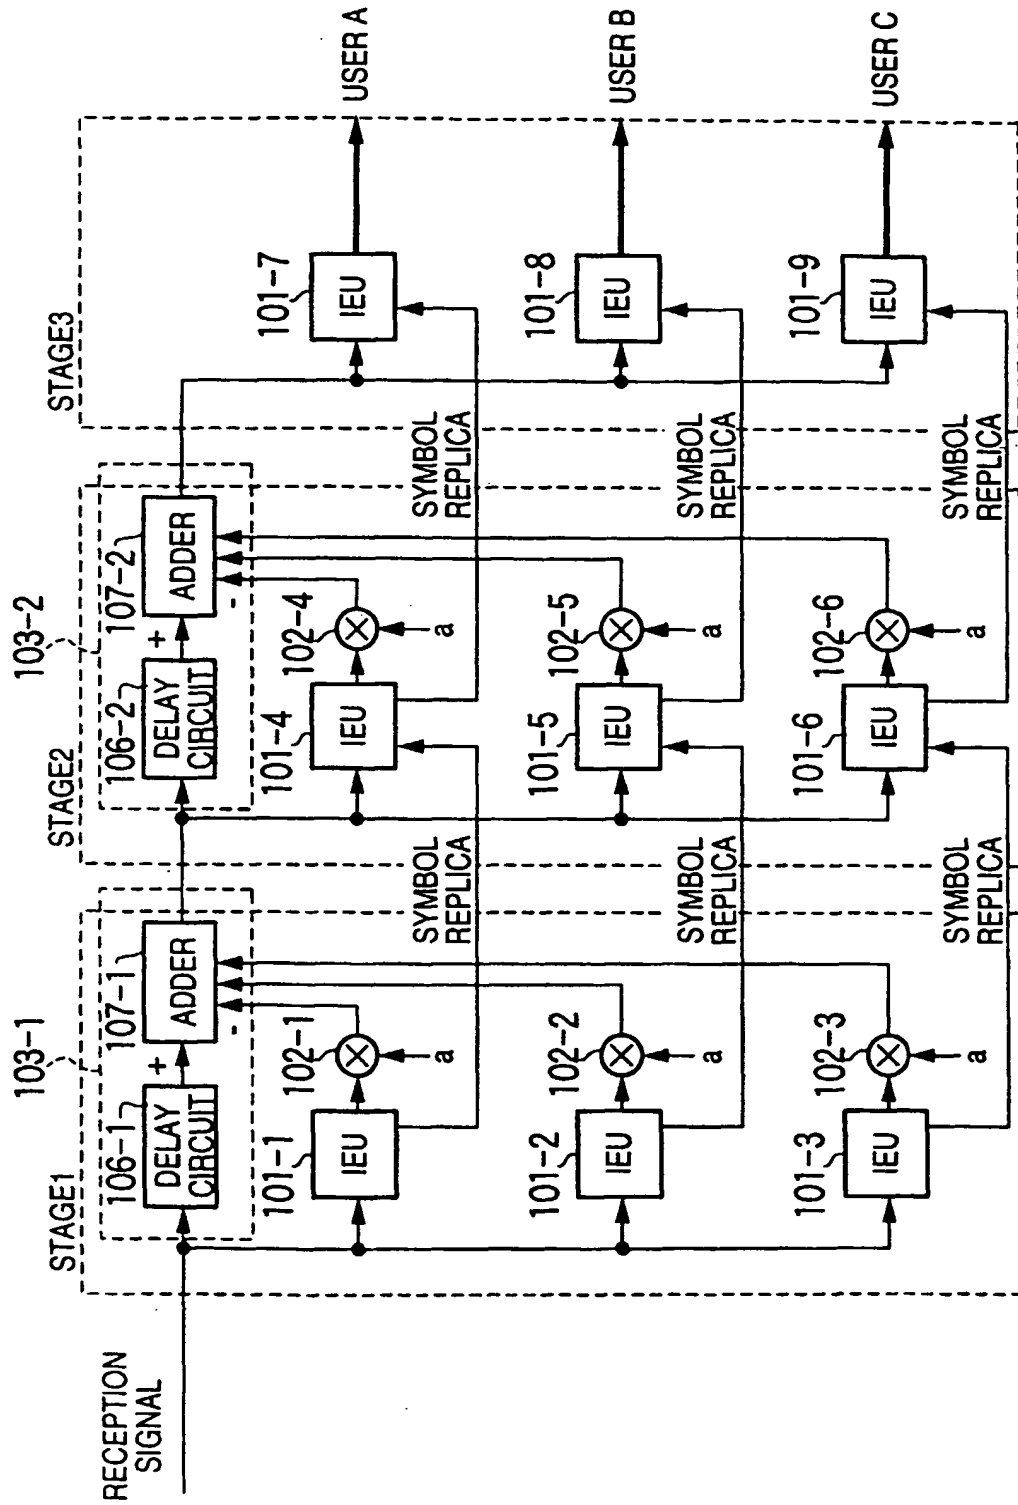 RECEPTION
SIGNAL
STAGE1
103-1
106-1
DELAY
CIRCUIT
+
107-1
ADDER
-
101-1
IEU
102-1
a
SYMBOL
REPLICA
101-2
IEU
102-2
a
SYMBOL
REPLICA
101-3
IEU
102-3
a
SYMBOL
REPLICA
STAGE2
103-2
106-2
DELAY
CIRCUIT
+
107-2
ADDER
-
101-4
IEU
102-4
a
SYMBOL
REPLICA
101-5
IEU
102-5
a
SYMBOL
REPLICA
101-6
IEU
102-6
a
SYMBOL
REPLICA
STAGE3
101-7
IEU
USER A
101-8
IEU
USER B
101-9
IEU
USER C